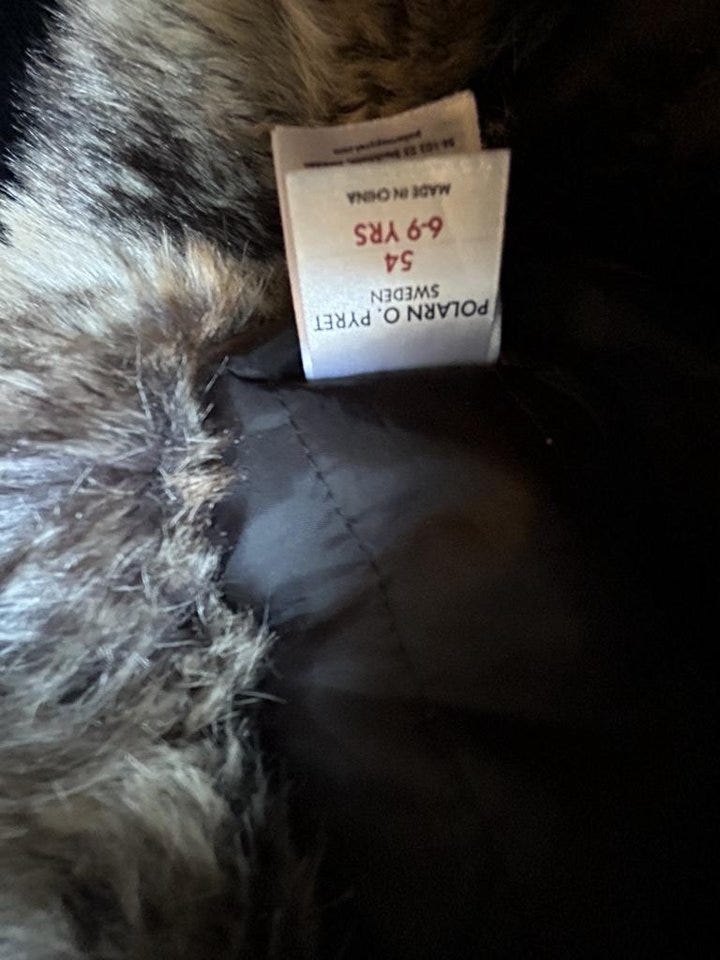 POLARN O. PYRET
SWEDEN
54
6-9 YRS
MADE IN CHINA